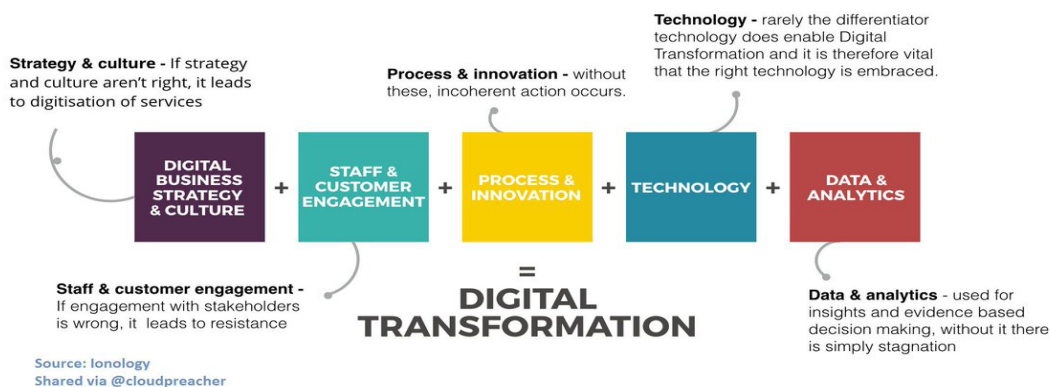 Technology - rarely the differentiator
technology does enable Digital
Transformation and it is therefore vital
that the right technology is embraced.
Strategy & culture - If strategy
and culture aren't right, it leads
to digitisation of services
Process & innovation - without
these, incoherent action occurs.
DIGITAL
BUSINESS
STRATEGY
& CULTURE
+
STAFF &
CUSTOMER
ENGAGEMENT
+
PROCESS &
INNOVATION
+
TECHNOLOGY
+
DATA &
ANALYTICS
=
DIGITAL
TRANSFORMATION
Staff & customer engagement -
If engagement with stakeholders
is wrong, it leads to resistance
Data & analytics - used for
insights and evidence based
decision making, without it there
is simply stagnation
Source: Ionology
Shared via @cloudpreacher